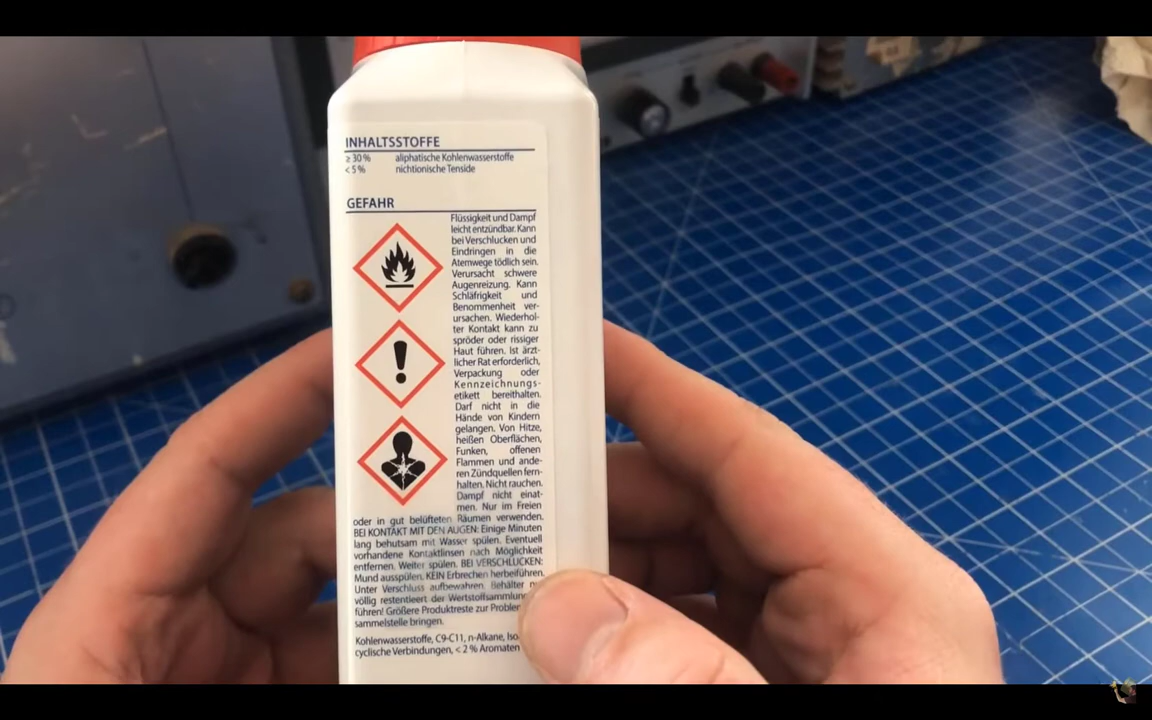 INHALTSSTOFFE
≥ 30 % aliphatische Kohlenwasserstoffe
< 5 % nichtionische Tenside
GEFAHR
Flüssigkeit und Dampf
leicht entzündbar. Kann
bei Verschlucken und
Eindringen in die
Atemwege tödlich sein.
Verursacht schwere
Augenreizung. Kann
Schläfrigkeit und
Benommenheit ver-
ursachen. Wiederhol-
ter Kontakt kann zu
spröder oder rissiger
Haut führen. Ist ärzt-
licher Rat erforderlich,
Verpackung oder
Kennzeichnungs-
etikett bereithalten.
Darf nicht in die
Hände von Kindern
gelangen. Von Hitze,
heißen Oberflächen,
Funken, offenen
Flammen und ande-
ren Zündquellen fern-
halten. Nicht rauchen.
Dampf nicht einat-
men. Nur im Freien
oder in gut belüfteten Räumen verwenden.
BEI KONTAKT MIT DEN AUGEN: Einige Minuten
lang behutsam mit Wasser spülen. Eventuell
vorhandene Kontaktlinsen nach Möglichkeit
entfernen. Weiter spülen. BEI VERSCHLUCKEN:
Mund ausspülen. KEIN Erbrechen herbeiführen.
Unter Verschluss aufbewahren. Behälter
völlig restentleert der
führen! Größere Produktreste zur
sammelstelle bringen.
Kohlenwasserstoffe, C9-C11, n-Alkane,
cyclische Verbindungen, < 2 % Aromaten